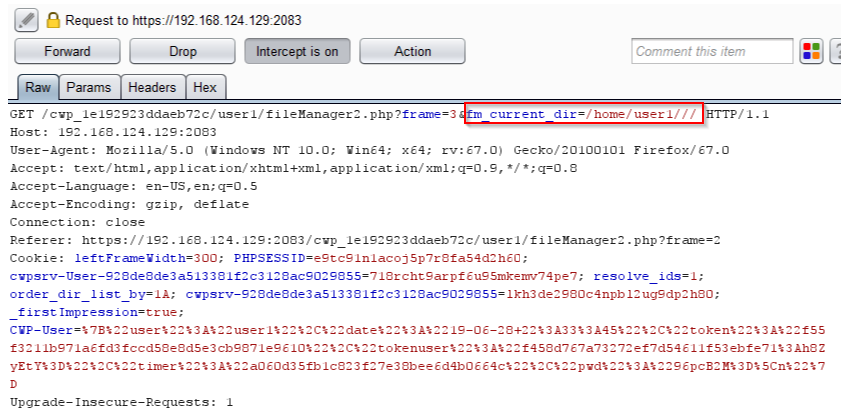 Request to https://192.168.124.129:2083
Forward Drop Intercept is on Action Comment this item ?
Raw Params Headers Hex
GET /cwp_1e192923ddaeb72c/user1/fileManager2.php?frame=3&fm_current_dir=/home/user1/// HTTP/1.1
Host: 192.168.124.129:2083
User-Agent: Mozilla/5.0 (Windows NT 10.0; Win64; x64; rv:67.0) Gecko/20100101 Firefox/67.0
Accept: text/html,application/xhtml+xml,application/xml;q=0.9,*/*;q=0.8
Accept-Language: en-US,en;q=0.5
Accept-Encoding: gzip, deflate
Connection: close
Referer: https://192.168.124.129:2083/cwp_1e192923ddaeb72c/user1/fileManager2.php?frame=2
Cookie: leftFrameWidth=300; PHPSESSID=e9tc91n1acoj5p7r8fa54d2h60;
cwpsrv-User-928de8de3a513381f2c3128ac9029855=718rcht9arpf6u95mkemv74pe7; resolve_ids=1;
order_dir_list_by=1A; cwpsrv-928de8de3a513381f2c3128ac9029855=lkh3de2980c4npbl2ug9dp2h80;
_firstImpression=true;
CWP-User=%7B%22user%22%3A%22user1%22%2C%22date%22%3A%2219-06-28+22%3A33%3A45%22%2C%22token%22%3A%22f55
f3211b971a6fd3fccd58e8d5e3cb9871e9610%22%2C%22tokenuser%22%3A%22f458d767a73272ef7d54611f53ebfe71%3Ah8Z
yEtY%3D%22%2C%22timer%22%3A%22a060d35fb1c823f27e38bee6d4b0664c%22%2C%22pwd%22%3A%2296pcB2M%3D%5Cn%22%7
D
Upgrade-Insecure-Requests: 1